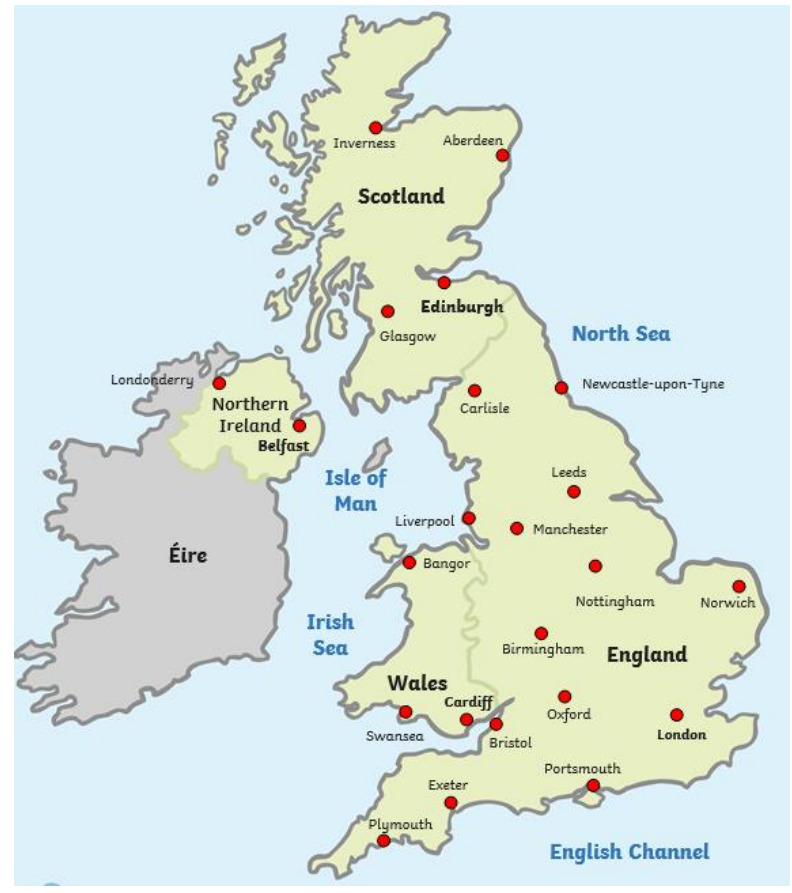 Inverness
Aberdeen
Scotland
Edinburgh
Glasgow
North Sea
Londonderry
Newcastle-upon-Tyne
Northern
Ireland
Carlisle
Belfast
Isle of
Man
Leeds
Liverpool
Manchester
Éire
Bangor
Nottingham
Norwich
Irish
Sea
Birmingham
England
Wales
Cardiff
Oxford
Swansea
Bristol
London
Portsmouth
Exeter
Plymouth
English Channel